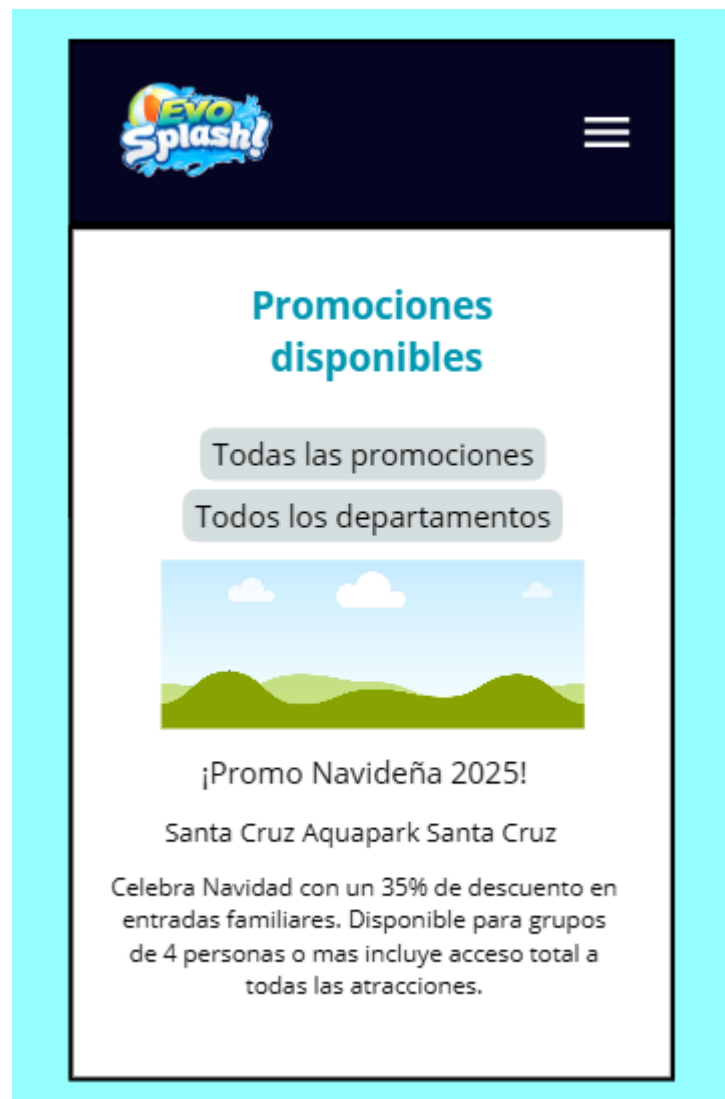 EVO
Splash!
Promociones
disponibles
Todas las promociones
Todos los departamentos
¡Promo Navideña 2025!
Santa Cruz Aquapark Santa Cruz
Celebra Navidad con un 35% de descuento en
entradas familiares. Disponible para grupos
de 4 personas o mas incluye acceso total a
todas las atracciones.